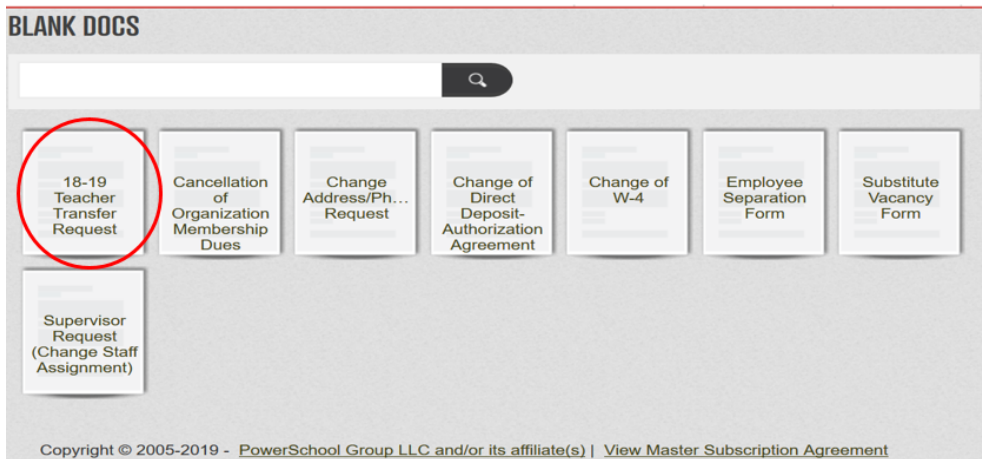 BLANK DOCS
18-19
Teacher
Transfer
Request
Cancellation
of
Organization
Membership
Dues
Change
Address/Ph...
Request
Change of
Direct
Deposit-
Authorization
Agreement
Change of
W-4
Employee
Separation
Form
Substitute
Vacancy
Form
Supervisor
Request
(Change Staff
Assignment)
Copyright © 2005-2019 - PowerSchool Group LLC and/or its affiliate(s) | View Master Subscription Agreement